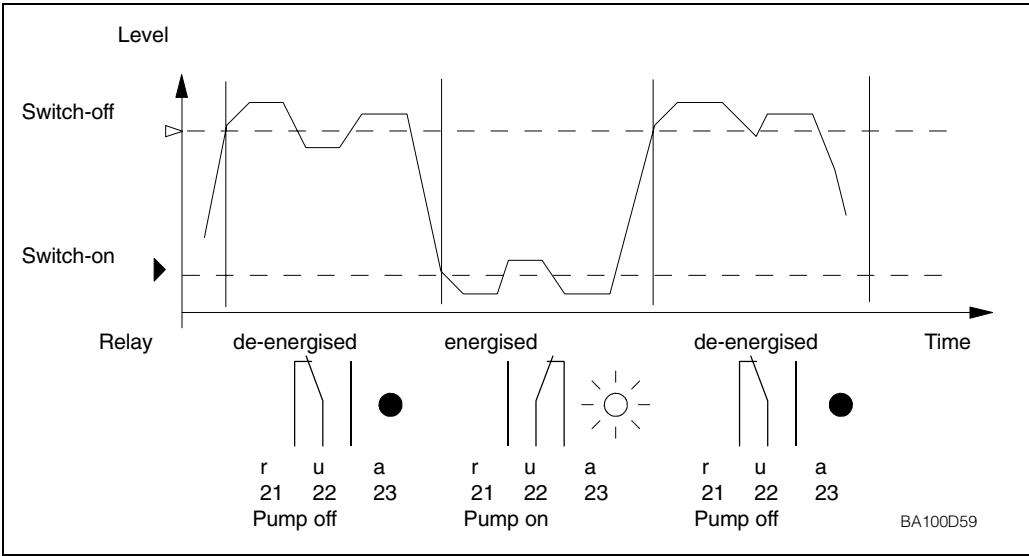 Level
Switch-off
Switch-on
Relay de-energised energised de-energised Time
r u a r u a r u a
21 22 23 21 22 23 21 22 23
Pump off Pump on Pump off
BA100D59